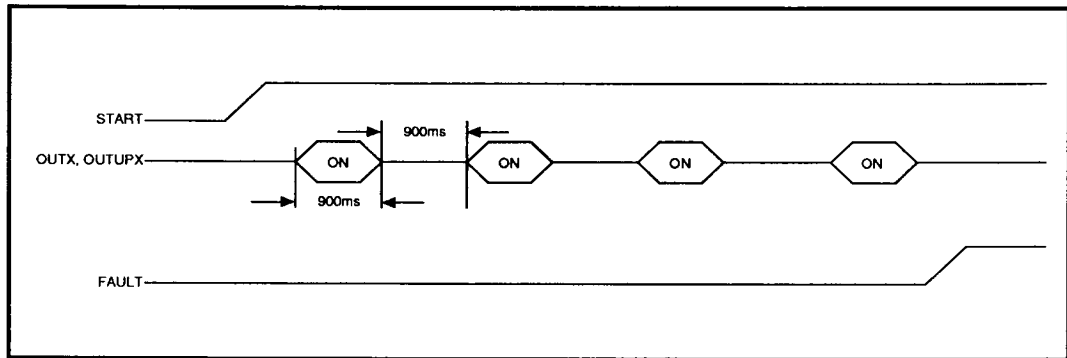 START
900ms
OUTX, OUTUPX
ON
ON
ON
ON
900ms
FAULT